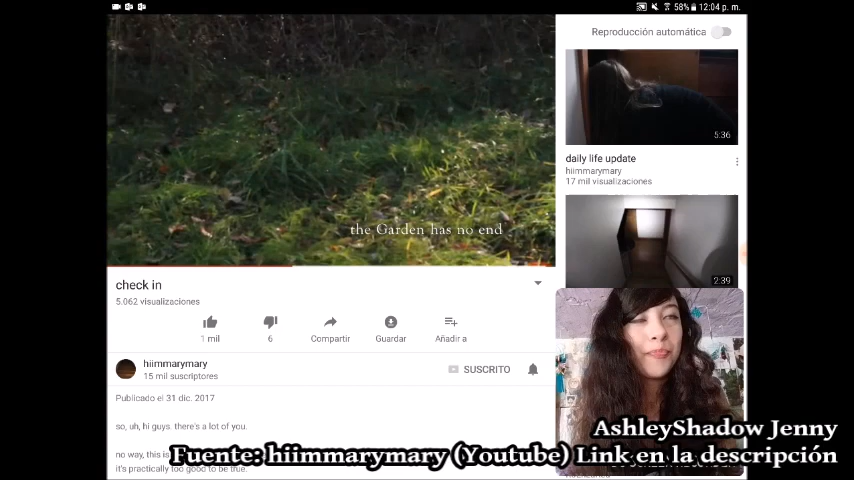 58% 12:04 p. m.
Reproducción automática
5:36
daily life update
hiimmarymary
17 mil visualizaciones
2:39
the Garden has no end
check in
5.062 visualizaciones
1 mil
6
Compartir
Guardar
Añadir a
hiimmarymary
15 mil suscriptores
SUSCRITO
Publicado el 31 dic. 2017
so, uh, hi guys. there's a lot of you.
no way, this is
it's practically too good to be true.
AshleyShadow Jenny
Fuente: hiimmarymary (Youtube) Link en la descripción